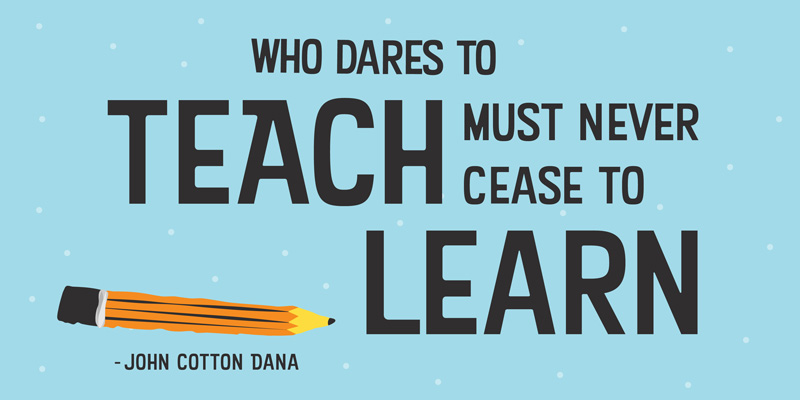 WHO DARES TO
TEACH MUST NEVER
CEASE TO
LEARN
-JOHN COTTON DANA